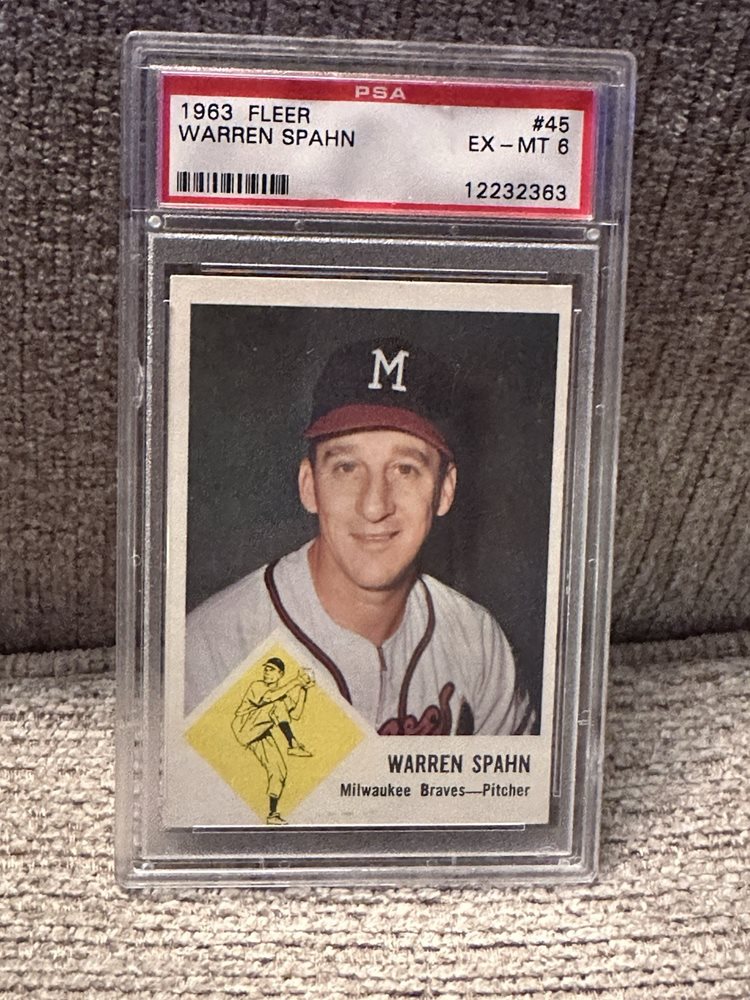 PSA
1963 FLEER #45
WARREN SPAHN EX-MT 6
12232363
M
WARREN SPAHN
Milwaukee Braves—Pitcher